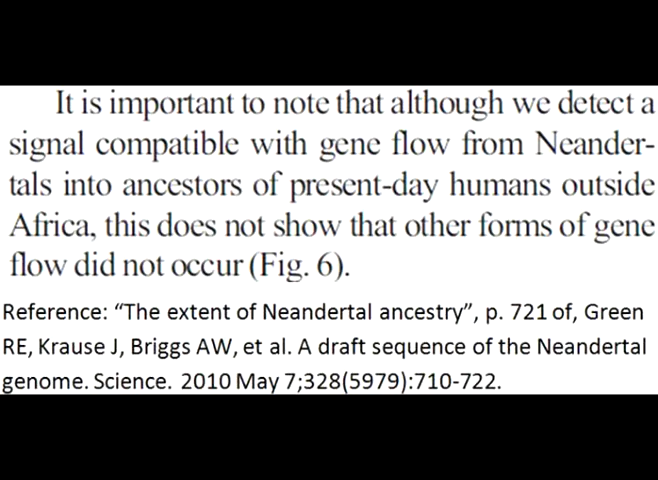 It is important to note that although we detect a
signal compatible with gene flow from Neander-
tals into ancestors of present-day humans outside
Africa, this does not show that other forms of gene
flow did not occur (Fig. 6).
Reference: “The extent of Neandertal ancestry”, p. 721 of, Green
RE, Krause J, Briggs AW, et al. A draft sequence of the Neandertal
genome. Science. 2010 May 7;328(5979):710-722.